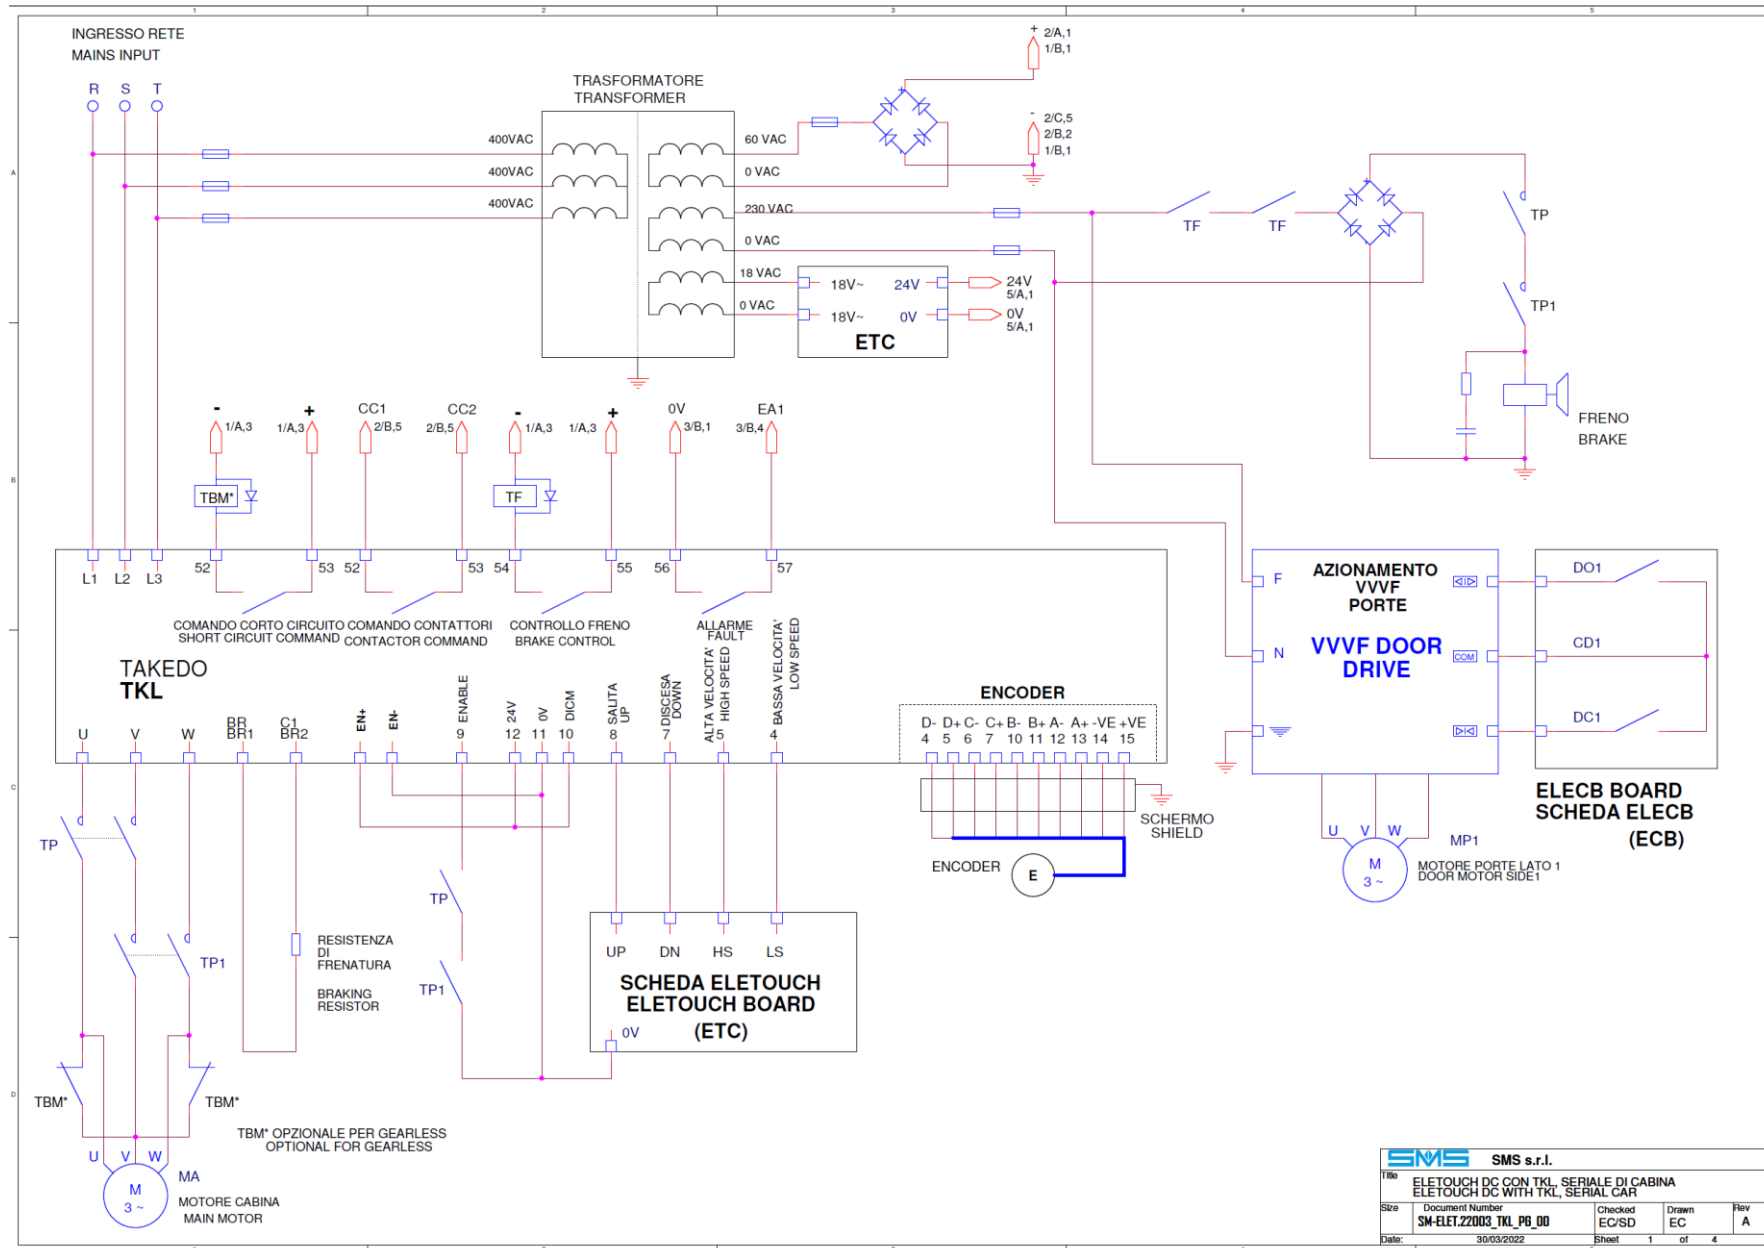 1 2 3 4 5
INGRESSO RETE
MAINS INPUT
R S T
TRASFORMATORE
TRANSFORMER
400VAC
400VAC
400VAC
60 VAC
0 VAC
230 VAC
0 VAC
18 VAC
0 VAC
+ 2/A,1
1/B,1
- 2/C,5
2/B,2
1/B,1
+
+
A
18V~ 24V
18V~ 0V
ETC
24V
5/A,1
0V
5/A,1
TF TF
TP
TP1
FRENO
BRAKE
- 1/A,3
1/A,3 +
CC1
2/B,5
CC2
2/B,5
- 1/A,3
1/A,3 +
0V
3/B,1
EA1
3/B,4
B
TBM*
TF
L1 L2 L3
52 53 52 53 54 55 56 57
COMANDO CORTO CIRCUITO
SHORT CIRCUIT COMMAND
COMANDO CONTATTORI
CONTACTOR COMMAND
CONTROLLO FRENO
BRAKE CONTROL
ALLARME
FAULT
TAKEDO
TKL
U V W
BR
BR1
C1
BR2
EN+
EN-
ENABLE
9
24V
12
0V
11
DICM
10
SALITA
UP
8
DISCESA
DOWN
7
ALTA VELOCITA'
HIGH SPEED
5
BASSA VELOCITA'
LOW SPEED
4
ENCODER
D- D+ C- C+ B- B+ A- A+ -VE +VE
4 5 6 7 10 11 12 13 14 15
SCHERMO
SHIELD
ENCODER
E
F
N
AZIONAMENTO
VVVF
PORTE
VVVF DOOR
DRIVE
COM
DO1
CD1
DC1
ELECB BOARD
SCHEDA ELECB
(ECB)
U V W
M
3 ~
MP1
MOTORE PORTE LATO 1
DOOR MOTOR SIDE1
C
TP
TP1
RESISTENZA
DI
FRENATURA
BRAKING
RESISTOR
TP
TP1
UP DN HS LS
SCHEDA ELETOUCH
ELETOUCH BOARD
(ETC)
0V
D
TBM* TBM*
TBM* OPZIONALE PER GEARLESS
OPTIONAL FOR GEARLESS
U V W
M
3 ~
MA
MOTORE CABINA
MAIN MOTOR
SMS SMS s.r.l.
Title
ELETOUCH DC CON TKL, SERIALE DI CABINA
ELETOUCH DC WITH TKL, SERIAL CAR
Size Document Number Checked Drawn Rev
SM-ELET.22003_TKL_P6_00 EC/SD EC A
Date: 30/03/2022 Sheet 1 of 4
1 2 3 4 5